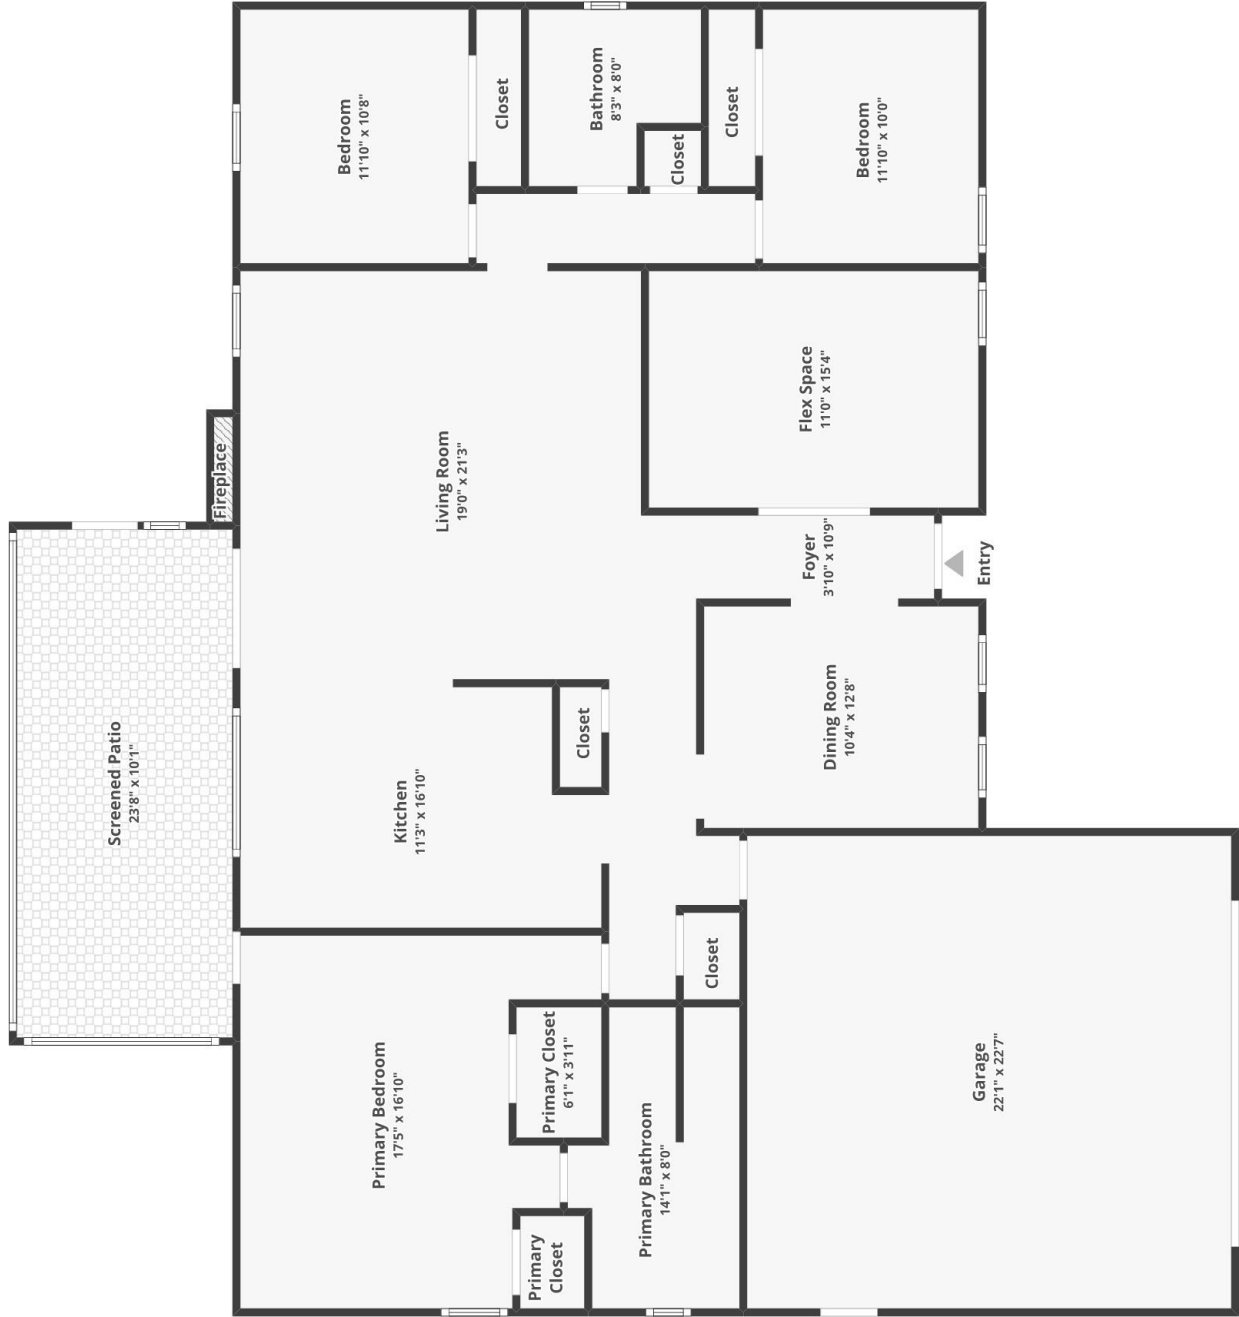 Bedroom
11'10" x 10'8"
Closet
Bathroom
8'3" x 8'0"
Closet
Closet
Bedroom
11'10" x 10'0"
Fireplace
Living Room
19'0" x 21'3"
Flex Space
11'0" x 15'4"
Foyer
3'10" x 10'9"
Entry
Screened Patio
23'8" x 10'1"
Kitchen
11'3" x 16'10"
Closet
Dining Room
10'4" x 12'8"
Closet
Primary Bedroom
17'5" x 16'10"
Primary Closet
6'1" x 3'11"
Primary
Closet
Primary Bathroom
14'1" x 8'0"
Garage
22'1" x 22'7"